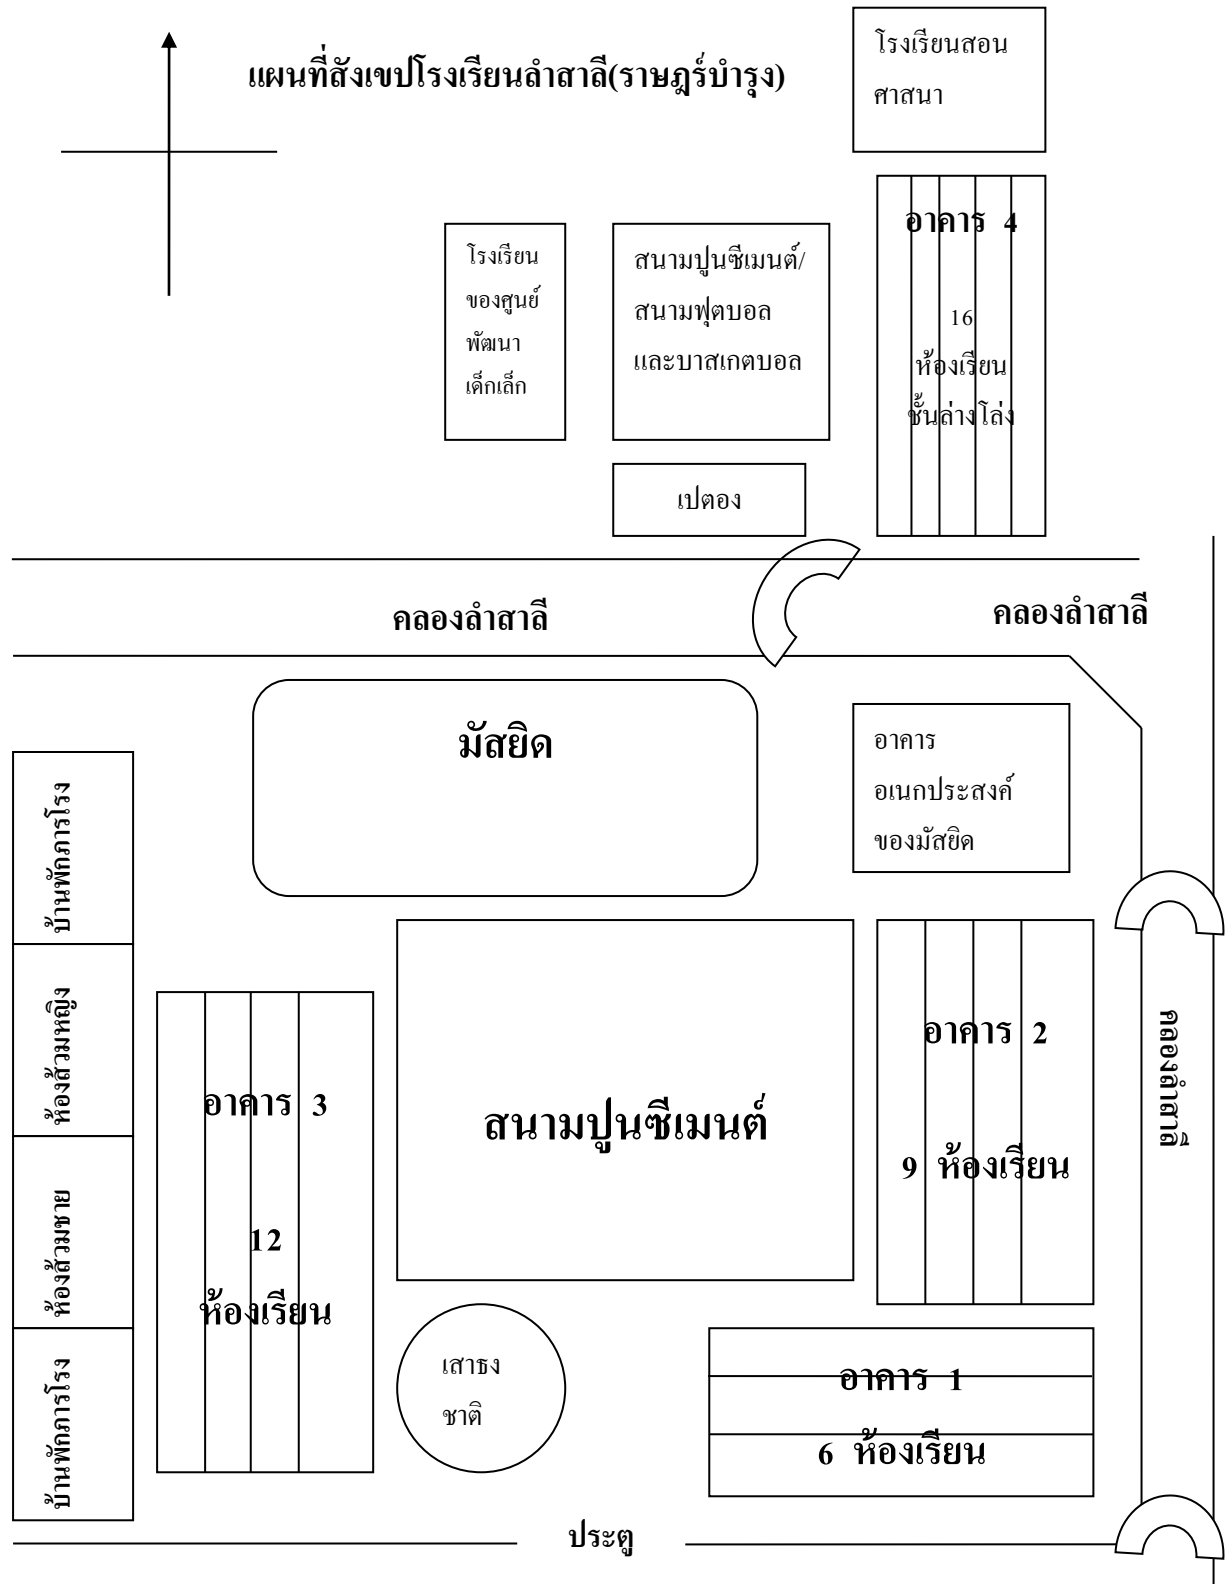 แผนที่สังเขปโรงเรียนลำสาลี(ราษฎร์บำรุง)
โรงเรียนสอน
ศาสนา
โรงเรียน
ของศูนย์
พัฒนา
เด็กเล็ก
สนามปูนซีเมนต์/
สนามฟุตบอล
และบาสเกตบอล
อาคาร 4
16
ห้องเรียน
ชั้นล่างโล่ง
เปตอง
คลองลำสาลี
คลองลำสาลี
มัสยิด
อาคาร
อเนกประสงค์
ของมัสยิด
บ้านพักภารโรง
ห้องส้วมหญิง
ห้องส้วมชาย
บ้านพักภารโรง
อาคาร 3
12
ห้องเรียน
สนามปูนซีเมนต์
อาคาร 2
9 ห้องเรียน
คลองลำสาลี
เสาธง
ชาติ
อาคาร 1
6 ห้องเรียน
ประตู